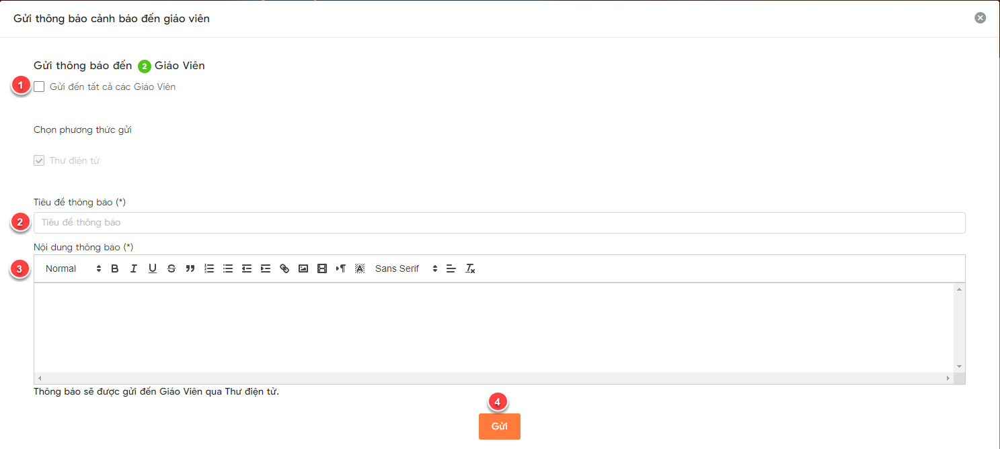 Gửi thông báo cảnh báo đến giáo viên
Gửi thông báo đến 2 Giáo Viên
1 Gửi đến tất cả các Giáo Viên
Chọn phương thức gửi
Thư điện tử
Tiêu đề thông báo (*)
2 Tiêu đề thông báo
Nội dung thông báo (*)
3 Normal Sans Serif
Thông báo sẽ được gửi đến Giáo Viên qua Thư điện tử.
4
Gửi